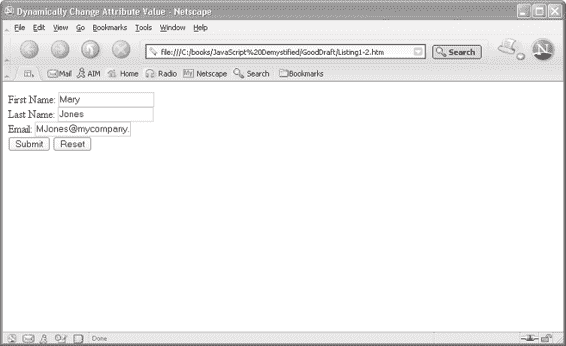 Dynamically Change Attribute Value - Netscape
File Edit View Go Bookmarks Tools Window Help
file:///C:/books/JavaScript%20Demystified/GoodDraft/Listing1-2.htm Search
Mail AIM Home Radio Netscape Search Bookmarks
First Name: Mary
Last Name: Jones
Email: MJones@mycompany.
Submit Reset
Done